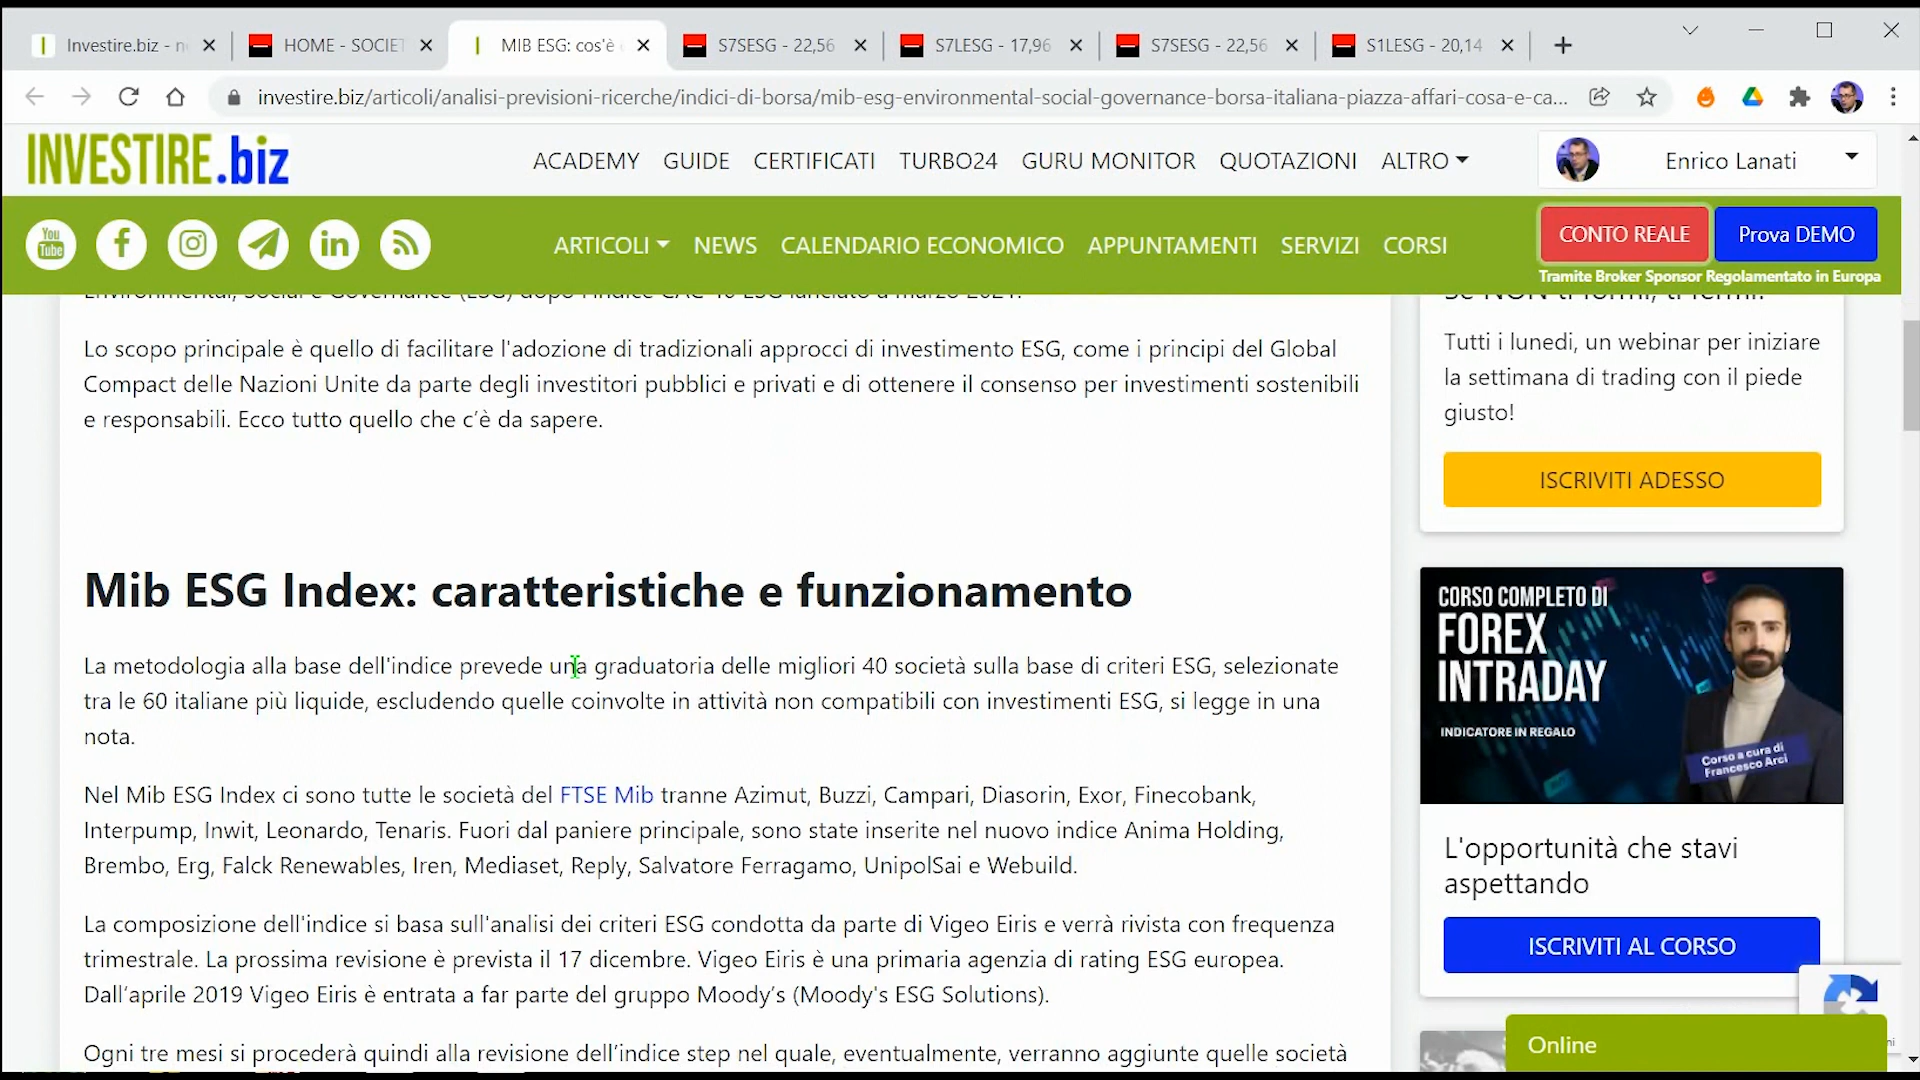 Investire.biz - n
HOME - SOCIET
MIB ESG: cos'è
S7SESG - 22,56
S7LESG - 17,96
S7SESG - 22,56
S1LESG - 20,14
investire.biz/articoli/analisi-previsioni-ricerche/indici-di-borsa/mib-esg-environmental-social-governance-borsa-italiana-piazza-affari-cosa-e-ca...
INVESTIRE.biz
ACADEMY GUIDE CERTIFICATI TURBO24 GURU MONITOR QUOTAZIONI ALTRO
Enrico Lanati
You
Tube
ARTICOLI NEWS CALENDARIO ECONOMICO APPUNTAMENTI SERVIZI CORSI
CONTO REALE
Prova DEMO
Tramite Broker Sponsor Regolamentato in Europa
Environmental, Social e Governance (ESG) dopo l'indice CAC 40 ESG lanciato a marzo 2021.
Lo scopo principale è quello di facilitare l'adozione di tradizionali approcci di investimento ESG, come i principi del Global
Compact delle Nazioni Unite da parte degli investitori pubblici e privati e di ottenere il consenso per investimenti sostenibili
e responsabili. Ecco tutto quello che c’è da sapere.
Mib ESG Index: caratteristiche e funzionamento
La metodologia alla base dell'indice prevede una graduatoria delle migliori 40 società sulla base di criteri ESG, selezionate
tra le 60 italiane più liquide, escludendo quelle coinvolte in attività non compatibili con investimenti ESG, si legge in una
nota.
Nel Mib ESG Index ci sono tutte le società del FTSE Mib tranne Azimut, Buzzi, Campari, Diasorin, Exor, Finecobank,
Interpump, Inwit, Leonardo, Tenaris. Fuori dal paniere principale, sono state inserite nel nuovo indice Anima Holding,
Brembo, Erg, Falck Renewables, Iren, Mediaset, Reply, Salvatore Ferragamo, UnipolSai e Webuild.
La composizione dell'indice si basa sull'analisi dei criteri ESG condotta da parte di Vigeo Eiris e verrà rivista con frequenza
trimestrale. La prossima revisione è prevista il 17 dicembre. Vigeo Eiris è una primaria agenzia di rating ESG europea.
Dall’aprile 2019 Vigeo Eiris è entrata a far parte del gruppo Moody’s (Moody's ESG Solutions).
Ogni tre mesi si procederà quindi alla revisione dell’indice step nel quale, eventualmente, verranno aggiunte quelle società
Se NON ti formi, ti fermi!
Tutti i lunedi, un webinar per iniziare
la settimana di trading con il piede
giusto!
ISCRIVITI ADESSO
CORSO COMPLETO DI
FOREX
INTRADAY
INDICATORE IN REGALO
Corso a cura di
Francesco Arci
L'opportunità che stavi
aspettando
ISCRIVITI AL CORSO
Online